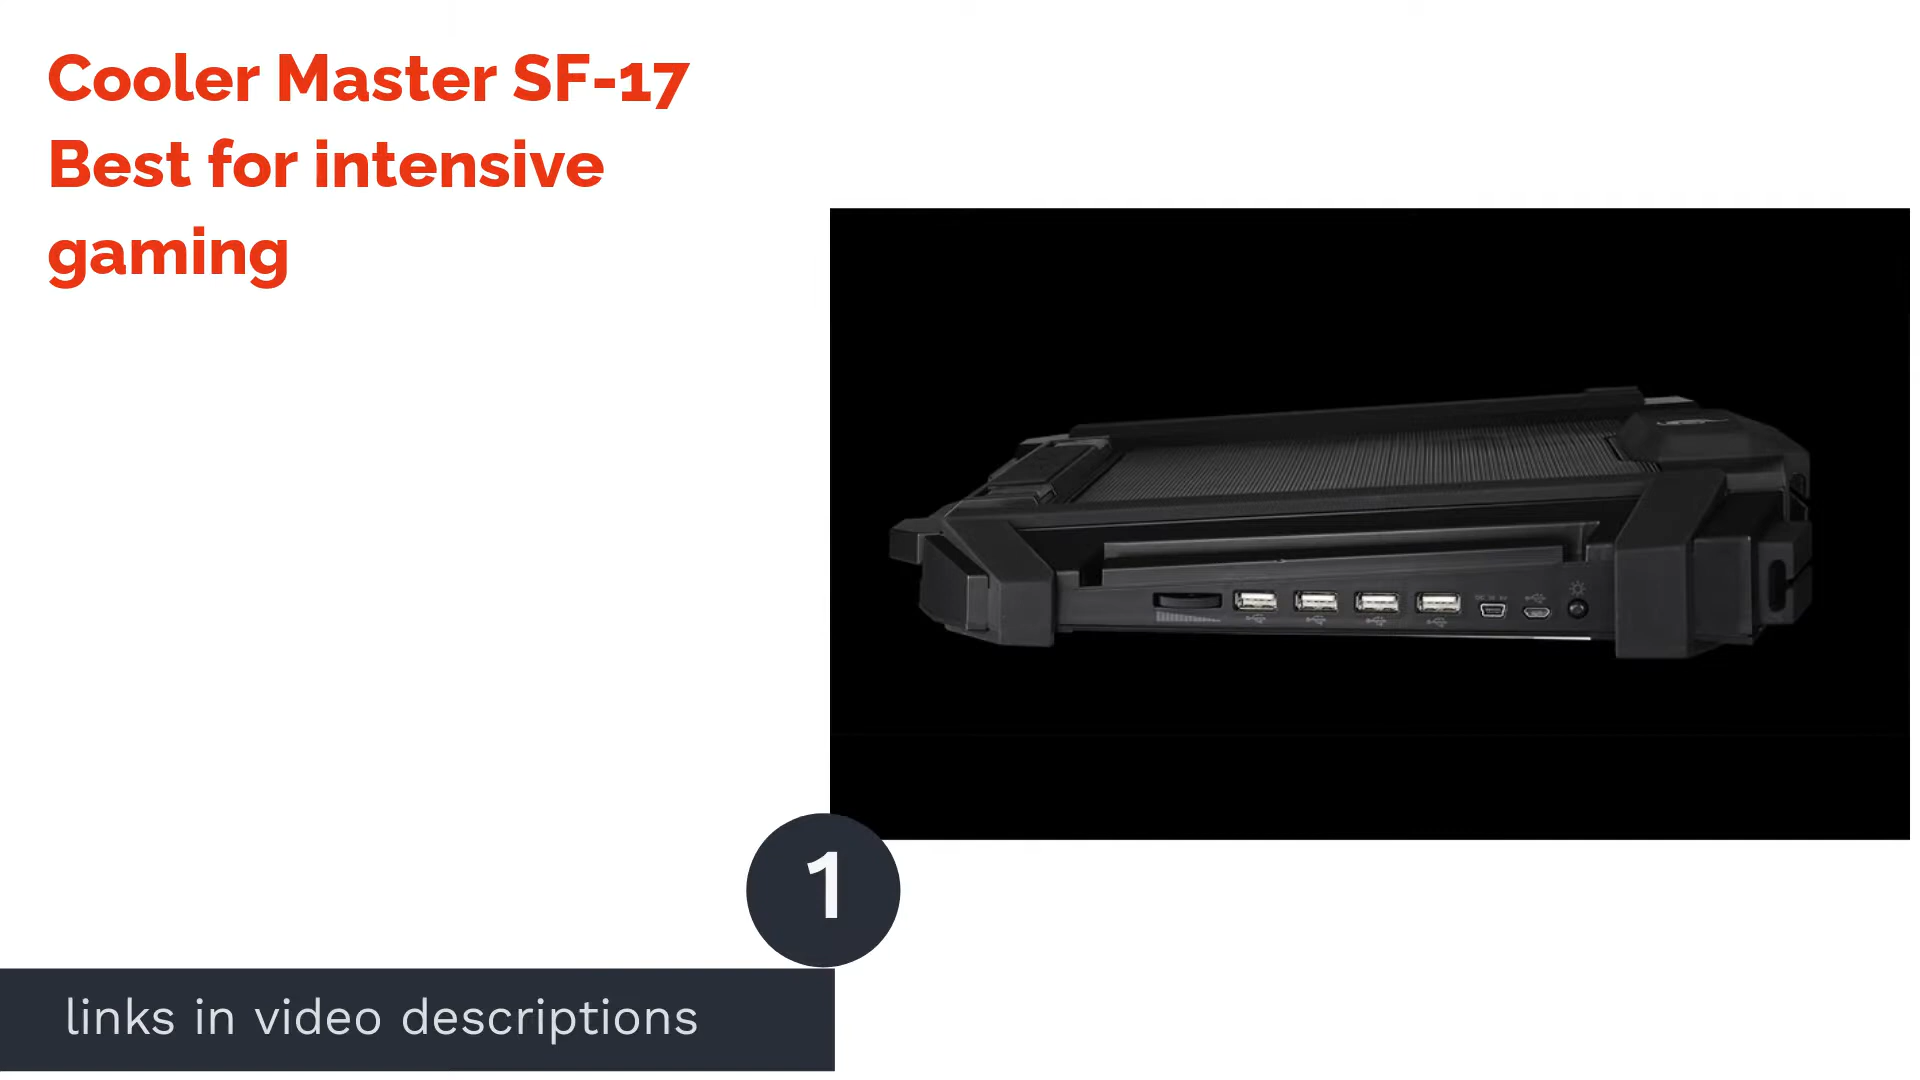 Cooler Master SF-17
Best for intensive
gaming
1
links in video descriptions